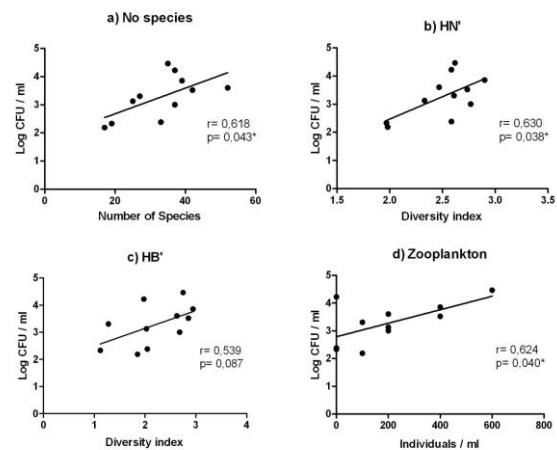 a) No species
Log CFU / ml
5
4
3
2
1
0
0 20 40 60
Number of Species
r= 0,618
p= 0,043*
b) HN'
Log CFU / ml
5
4
3
2
1
0
1.5 2.0 2.5 3.0 3.5
Diversity index
r= 0,630
p= 0,038*
c) HB'
Log CFU / ml
5
4
3
2
1
0
0 1 2 3 4
Diversity index
r= 0,539
p= 0,087
d) Zooplankton
Log CFU / ml
5
4
3
2
1
0
0 200 400 600 800
Individuals / ml
r= 0,624
p= 0,040*